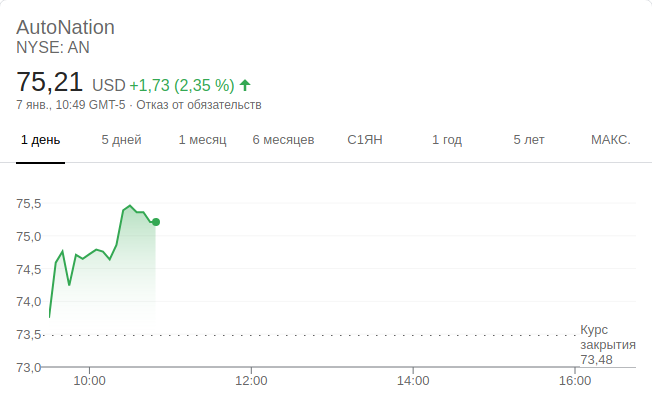 AutoNation
NYSE: AN
75,21 USD +1,73 (2,35 %)
7 янв., 10:49 GMT-5 · Отказ от обязательств
1 день 5 дней 1 месяц 6 месяцев С1ЯН 1 год 5 лет МАКС.
75,5
75,0
74,5
74,0
73,5
73,0
Курс
закрытия
73,48
10:00 12:00 14:00 16:00